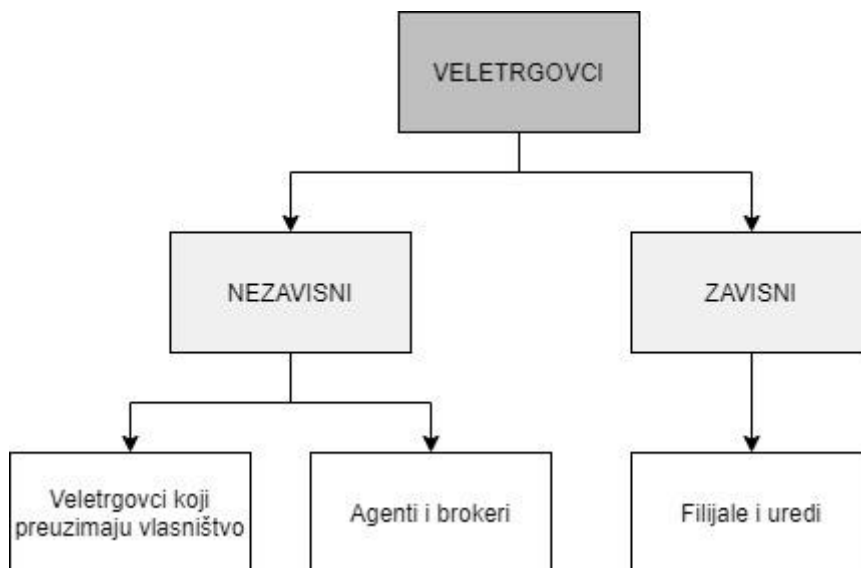 VELETRGOVCI
NEZAVISNI
ZAVISNI
Veletrgovci koji
preuzimaju vlasništvo
Agenti i brokeri
Filijale i uredi